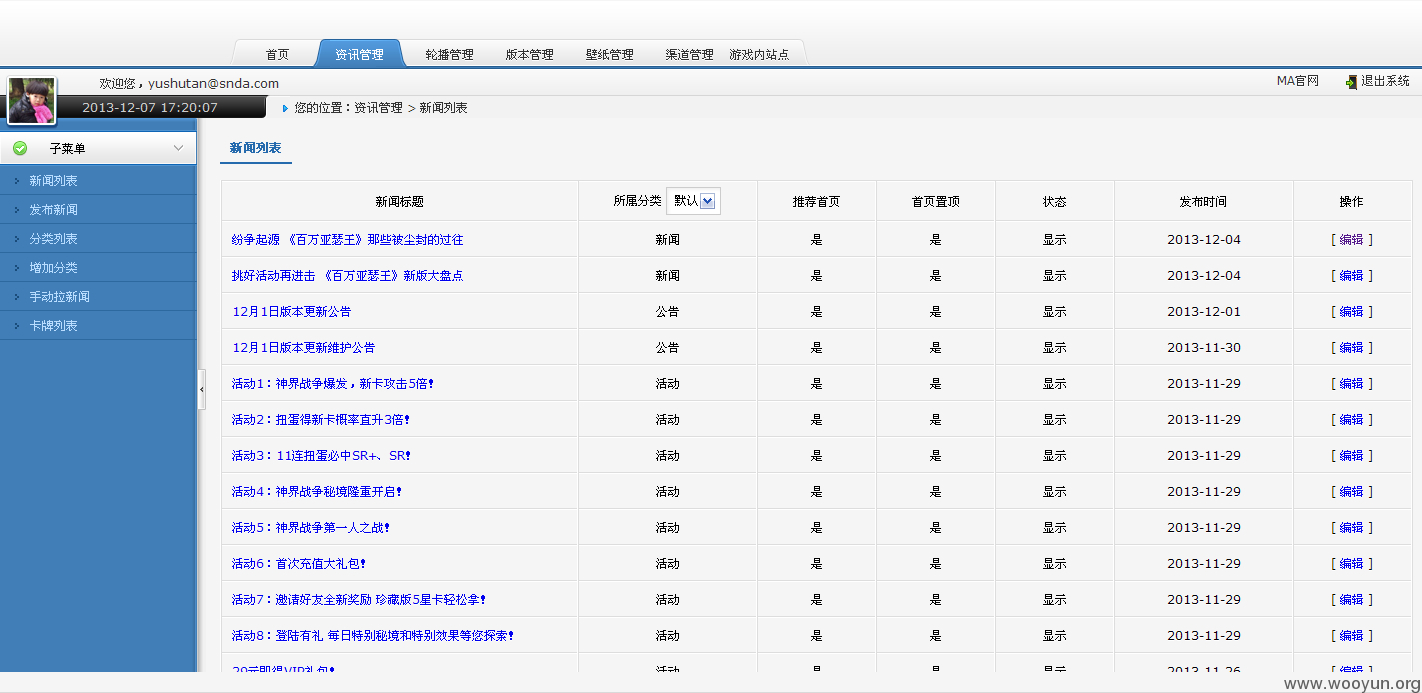 首页 资讯管理 轮播管理 版本管理 壁纸管理 渠道管理 游戏内站点
欢迎您，yushutan@snda.com
MA官网 退出系统
2013-12-07 17:20:07
您的位置：资讯管理 > 新闻列表
子菜单
新闻列表
发布新闻
分类列表
增加分类
手动拉新闻
卡牌列表
新闻列表
新闻标题 所属分类 默认 推荐首页 首页置顶 状态 发布时间 操作
纷争起源 《百万亚瑟王》那些被尘封的过往 新闻 是 是 显示 2013-12-04 [ 编辑 ]
挑好活动再进击 《百万亚瑟王》新版大盘点 新闻 是 是 显示 2013-12-04 [ 编辑 ]
12月1日版本更新公告 公告 是 是 显示 2013-12-01 [ 编辑 ]
12月1日版本更新维护公告 公告 是 是 显示 2013-11-30 [ 编辑 ]
活动1：神界战争爆发，新卡攻击5倍！ 活动 是 是 显示 2013-11-29 [ 编辑 ]
活动2：扭蛋得新卡概率直升3倍！ 活动 是 是 显示 2013-11-29 [ 编辑 ]
活动3：11连扭蛋必中SR+、SR！ 活动 是 是 显示 2013-11-29 [ 编辑 ]
活动4：神界战争秘境隆重开启！ 活动 是 是 显示 2013-11-29 [ 编辑 ]
活动5：神界战争第一人之战！ 活动 是 是 显示 2013-11-29 [ 编辑 ]
活动6：首次充值大礼包！ 活动 是 是 显示 2013-11-29 [ 编辑 ]
活动7：邀请好友全新奖励 珍藏版5星卡轻松拿！ 活动 是 是 显示 2013-11-29 [ 编辑 ]
活动8：登陆有礼 每日特别秘境和特别效果等您探索！ 活动 是 是 显示 2013-11-29 [ 编辑 ]
29元即得VIP礼包！ 活动 是 是 显示 2013-11-26 [ 编辑 ]
www.wooyun.org